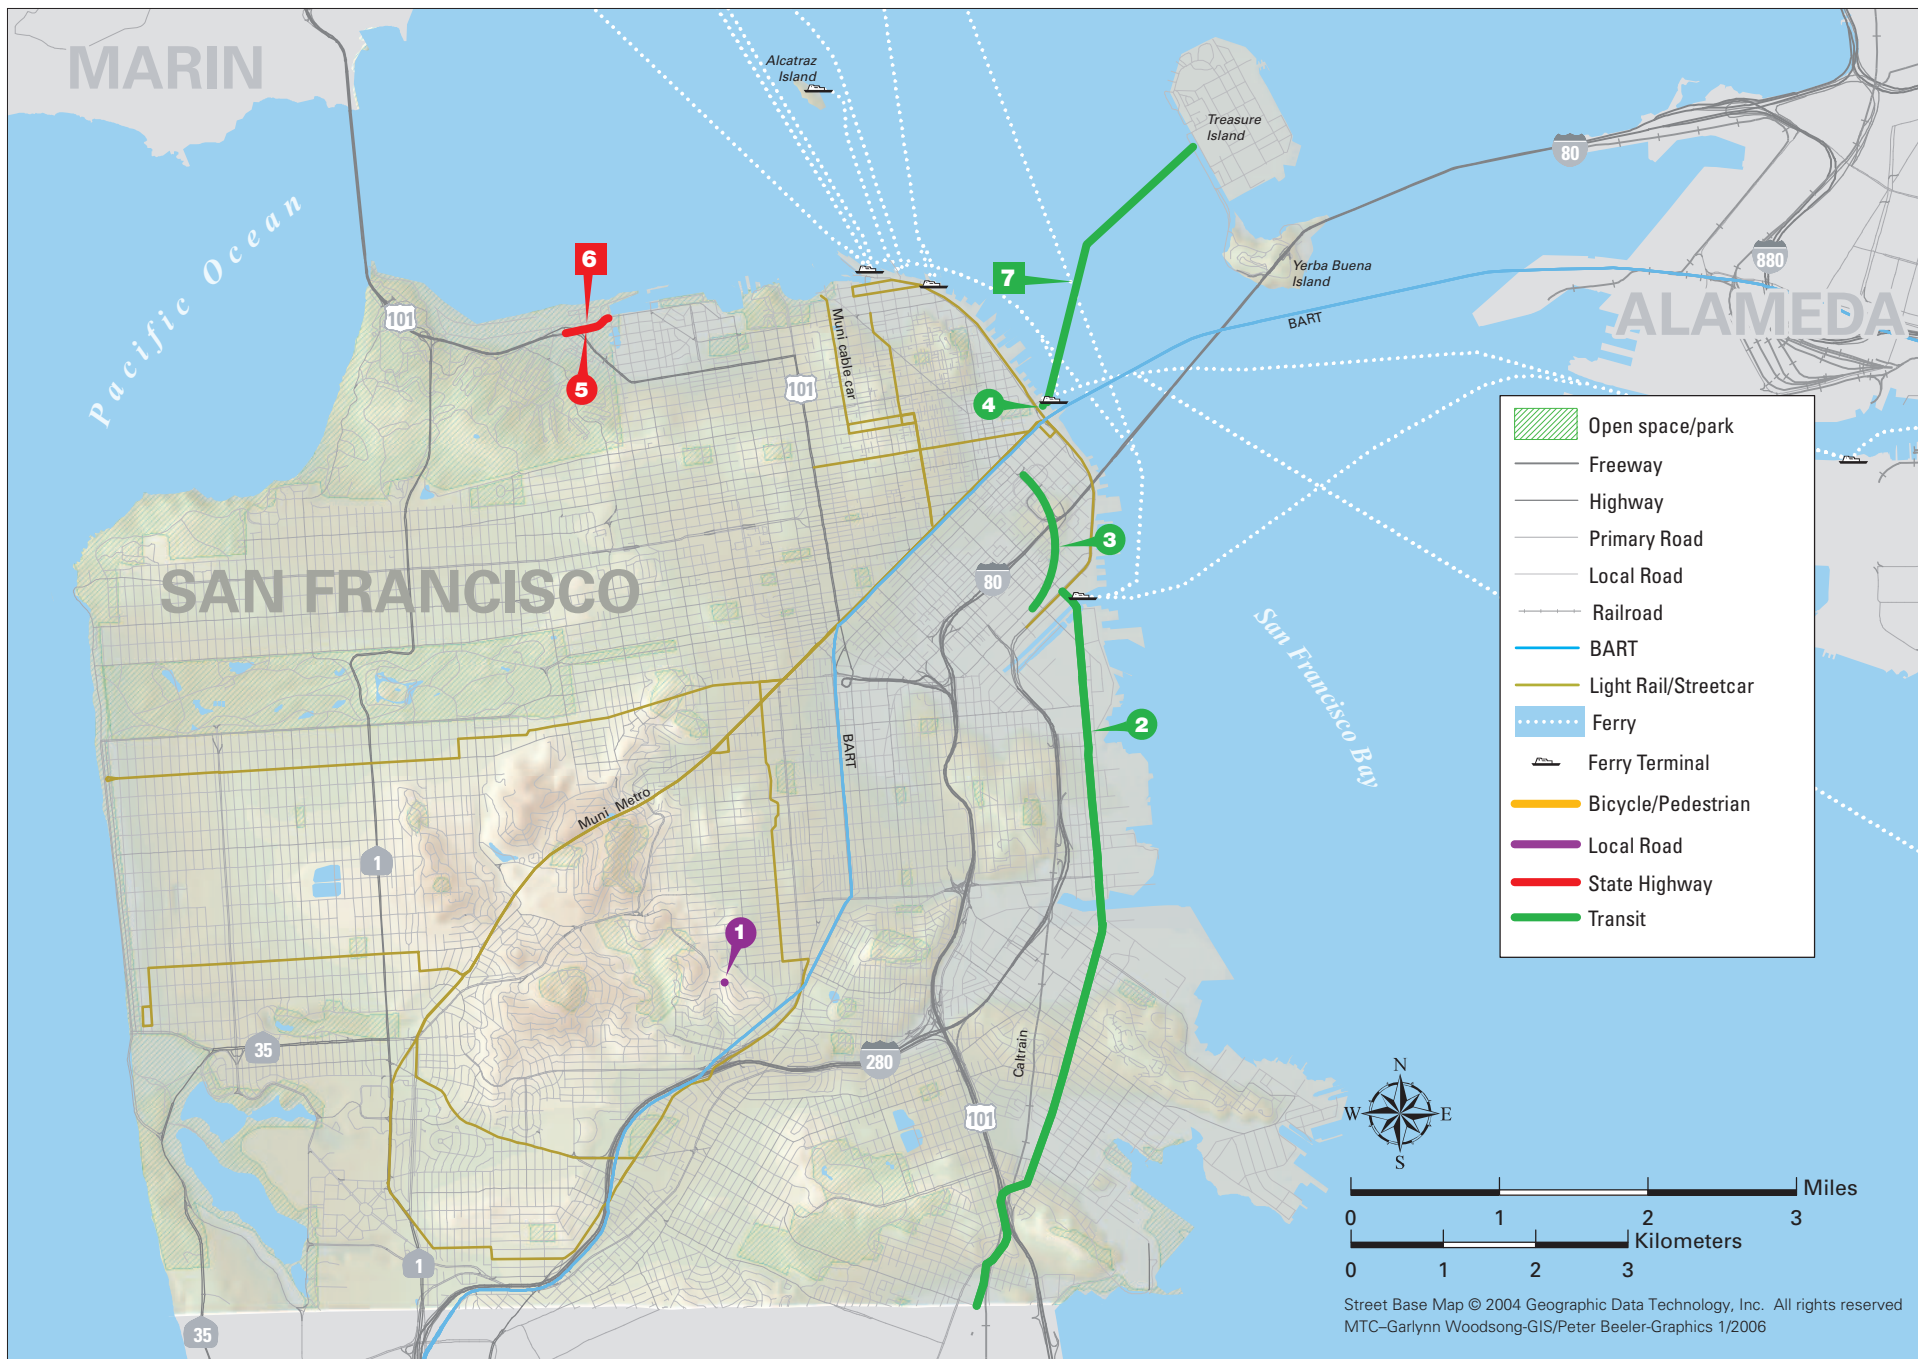 MARIN
Alcatraz
Island
Treasure
Island
80
Pacific Ocean
6
7
Yerba Buena
Island
880
ALAMEDA
101
BART
Muni cable car
101
5
4
Open space/park
Freeway
Highway
Primary Road
Local Road
Railroad
BART
Light Rail/Streetcar
Ferry
Ferry Terminal
Bicycle/Pedestrian
Local Road
State Highway
Transit
3
80
SAN FRANCISCO
San Francisco Bay
2
BART
Muni Metro
1
1
35
280
Caltrain
101
1
35
N
W
E
S
Miles
0 1 2 3
Kilometers
0 1 2 3
Street Base Map © 2004 Geographic Data Technology, Inc. All rights reserved
MTC–Garlynn Woodsong-GIS/Peter Beeler-Graphics 1/2006